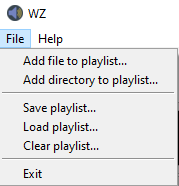 WZ
File Help
Add file to playlist...
Add directory to playlist...
Save playlist...
Load playlist...
Clear playlist...
Exit